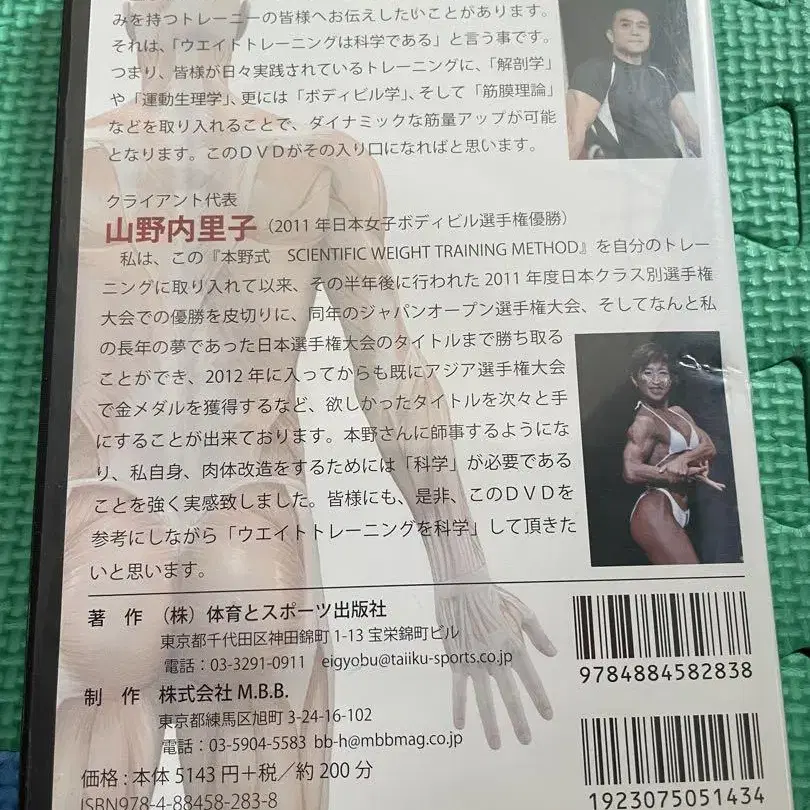 みを持つトレーニーの皆様へお伝えしたいことがあります。
それは、「ウエイトトレーニングは科学である」と言う事です。
つまり、皆様が日々実践されているトレーニングに、「解剖学」
や「運動生理学」、更には「ボディビル学」、そして「筋膜理論」
などを取り入れることで、ダイナミックな筋量アップが可能
となります。このDVDがその入り口になればと思います。
クライアント代表
山野内里子（2011年日本女子ボディビル選手権優勝）
私は、この『本野式 SCIENTIFIC WEIGHT TRAINING METHOD』を自分のトレー
ニングに取り入れて以来、その半年後に行われた2011年度日本クラス別選手権
大会での優勝を皮切りに、同年のジャパンオープン選手権大会、そしてなんと私
の長年の夢であった日本選手権大会のタイトルまで勝ち取る
ことができ、2012年に入ってからも既にアジア選手権大会
で金メダルを獲得するなど、欲しかったタイトルを次々と手
にすることが出来ております。本野さんに師事するようにな
り、私自身、肉体改造をするためには「科学」が必要である
ことを強く実感致しました。皆様にも、是非、このDVDを
参考にしながら「ウエイトトレーニングを科学」して頂きた
いと思います。
著 作 （株）体育とスポーツ出版社
東京都千代田区神田錦町1-13宝栄錦町ビル
電話：03-3291-0911 eigyobu@taiiku-sports.co.jp
制 作 株式会社M.B.B.
東京都練馬区旭町3-24-16-102
電話：03-5904-5583 bb-h@mbbmag.co.jp
価格：本体5143円＋税／約200分
ISBN978-4-88458-283-8
9784884582838
1923075051434